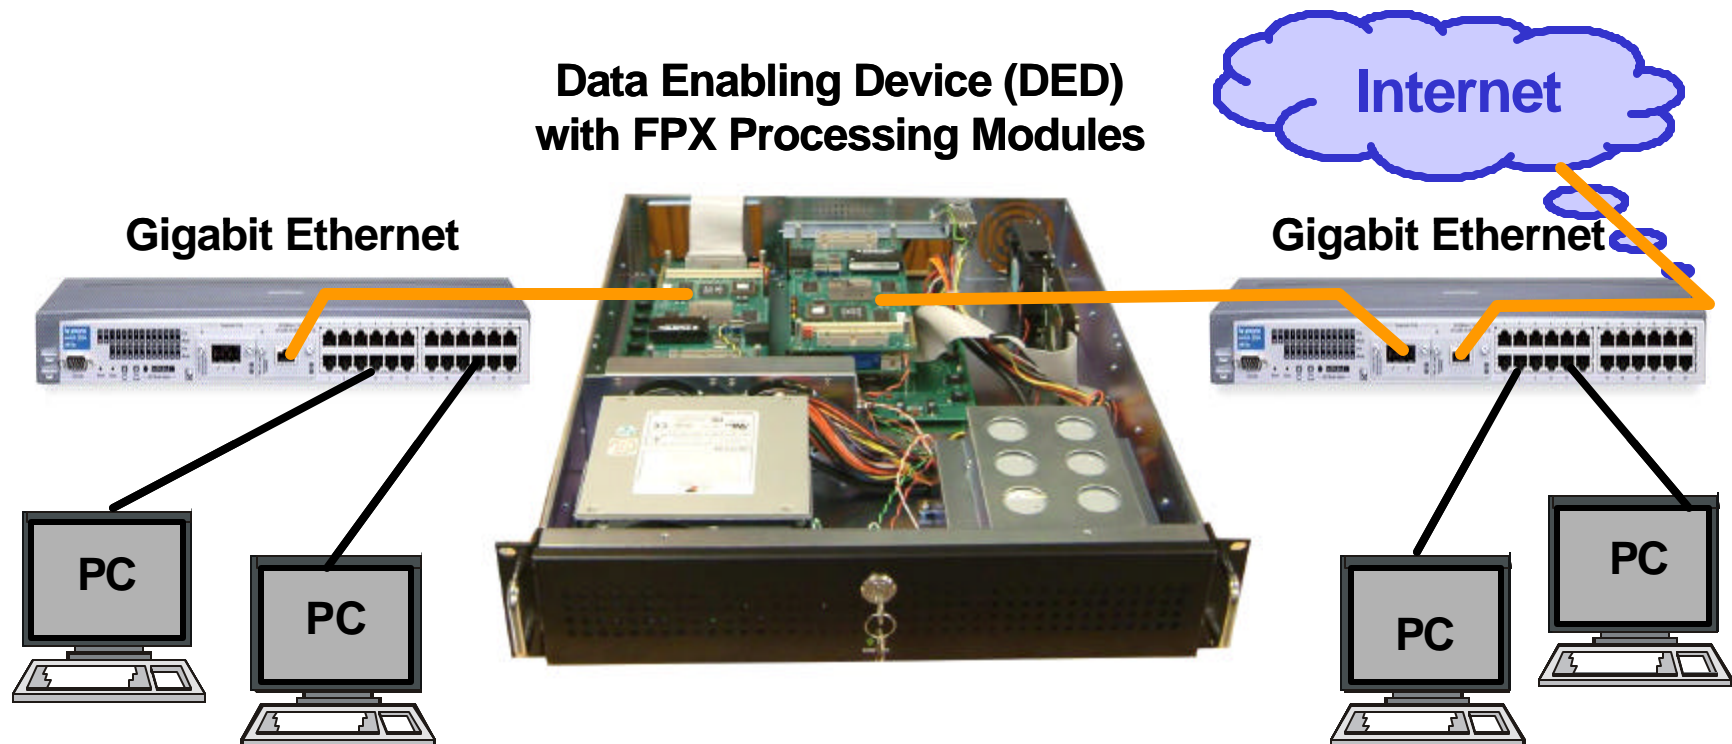 Data Enabling Device (DED)
with FPX Processing Modules
Internet
Gigabit Ethernet
Gigabit Ethernet
PC
PC
PC
PC